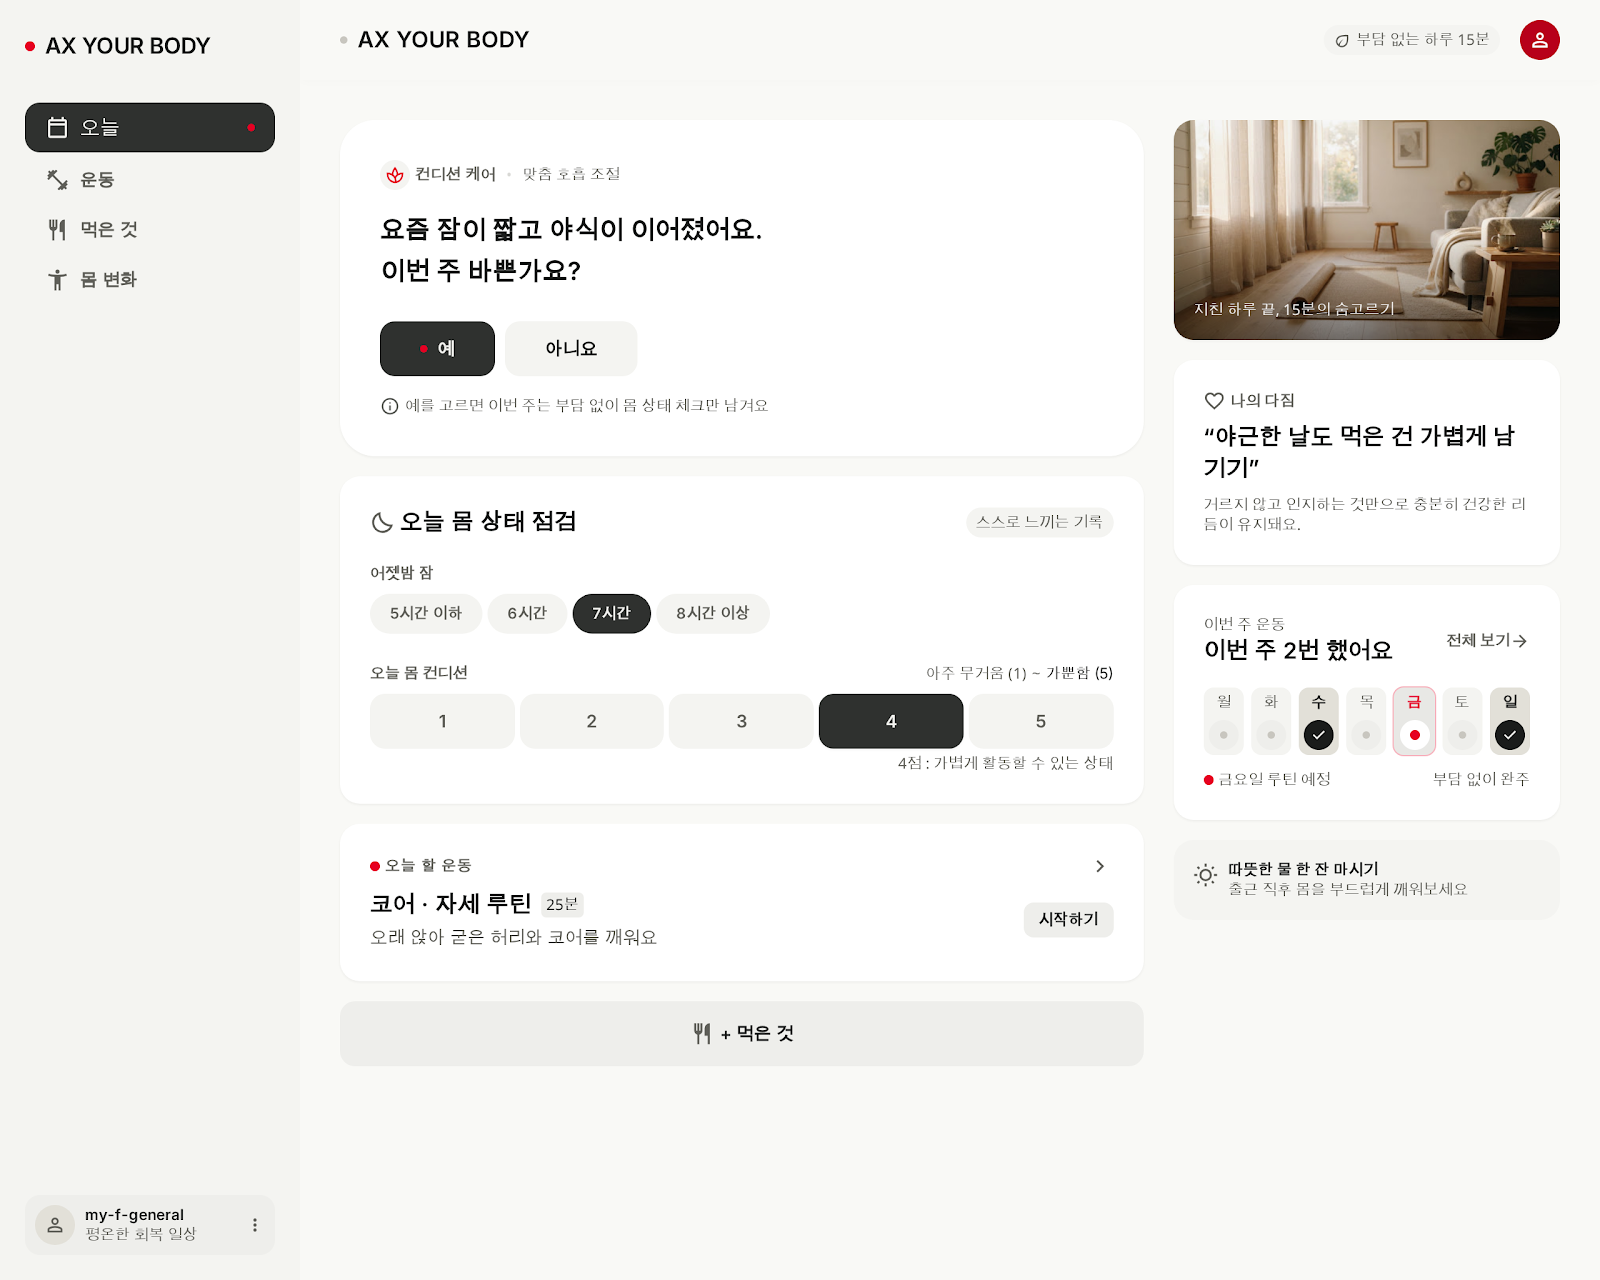 AX YOUR BODY
오늘
운동
먹은 것
몸 변화
my-f-general
평온한 회복 일상
AX YOUR BODY
부담 없는 하루 15분
컨디션 케어 • 맞춤 호흡 조절
요즘 잠이 짧고 야식이 이어졌어요.
이번 주 바쁜가요?
예
아니요
예를 고르면 이번 주는 부담 없이 몸 상태 체크만 남겨요
오늘 몸 상태 점검
스스로 느끼는 기록
어젯밤 잠
5시간 이하
6시간
7시간
8시간 이상
오늘 몸 컨디션
아주 무거움 (1) ~ 가뿐함 (5)
1
2
3
4
5
4점 : 가볍게 활동할 수 있는 상태
오늘 할 운동
코어 · 자세 루틴
25분
오래 앉아 굳은 허리와 코어를 깨워요
시작하기
+ 먹은 것
지친 하루 끝, 15분의 숨고르기
나의 다짐
“야근한 날도 먹은 건 가볍게 남
기기”
거르지 않고 인지하는 것만으로 충분히 건강한 리
듬이 유지돼요.
이번 주 운동
이번 주 2번 했어요
전체 보기
월
화
수
목
금
토
일
금요일 루틴 예정
부담 없이 완주
따뜻한 물 한 잔 마시기
출근 직후 몸을 부드럽게 깨워보세요